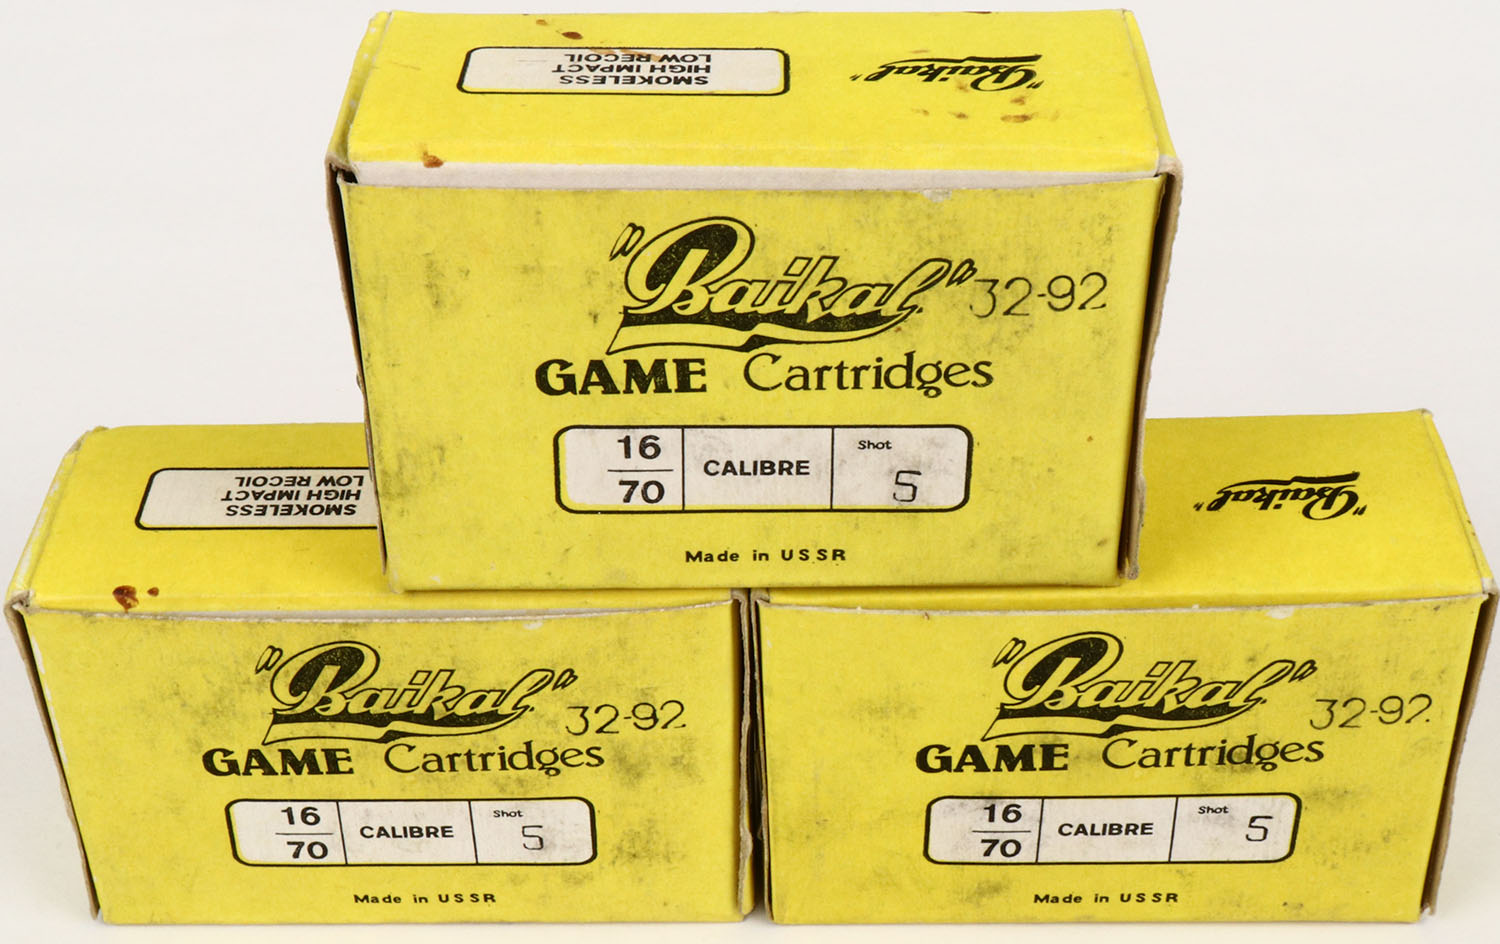 SMOKELESS
HIGH IMPACT
LOW RECOIL
"Baikal"
"Baikal" 32-92
GAME Cartridges
16
70
CALIBRE
Shot
5
Made in USSR
SMOKELESS
HIGH IMPACT
LOW RECOIL
"Baikal" 32-92
GAME Cartridges
16
70
CALIBRE
Shot
5
Made in USSR
"Baikal"
"Baikal" 32-92
GAME Cartridges
16
70
CALIBRE
Shot
5
Made in USSR